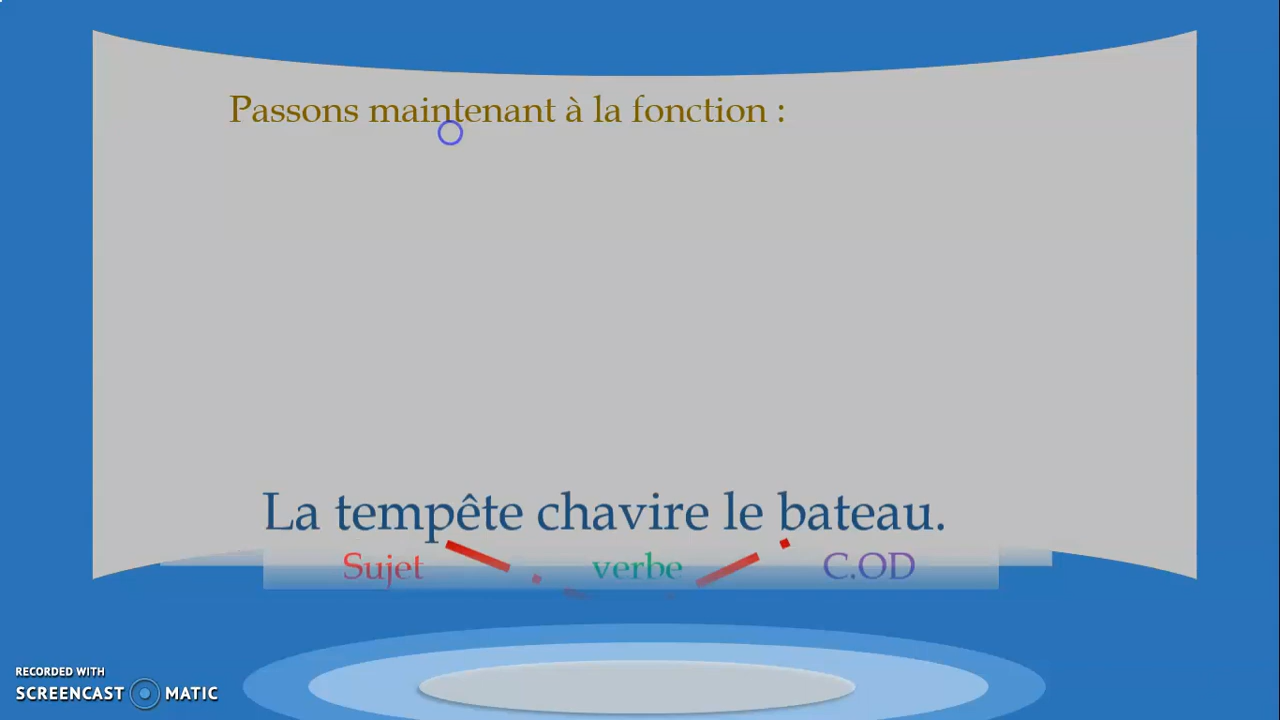 Passons maintenant à la fonction :
La tempête chavire le bateau.
Sujet verbe C.OD
RECORDED WITH
SCREENCAST MATIC